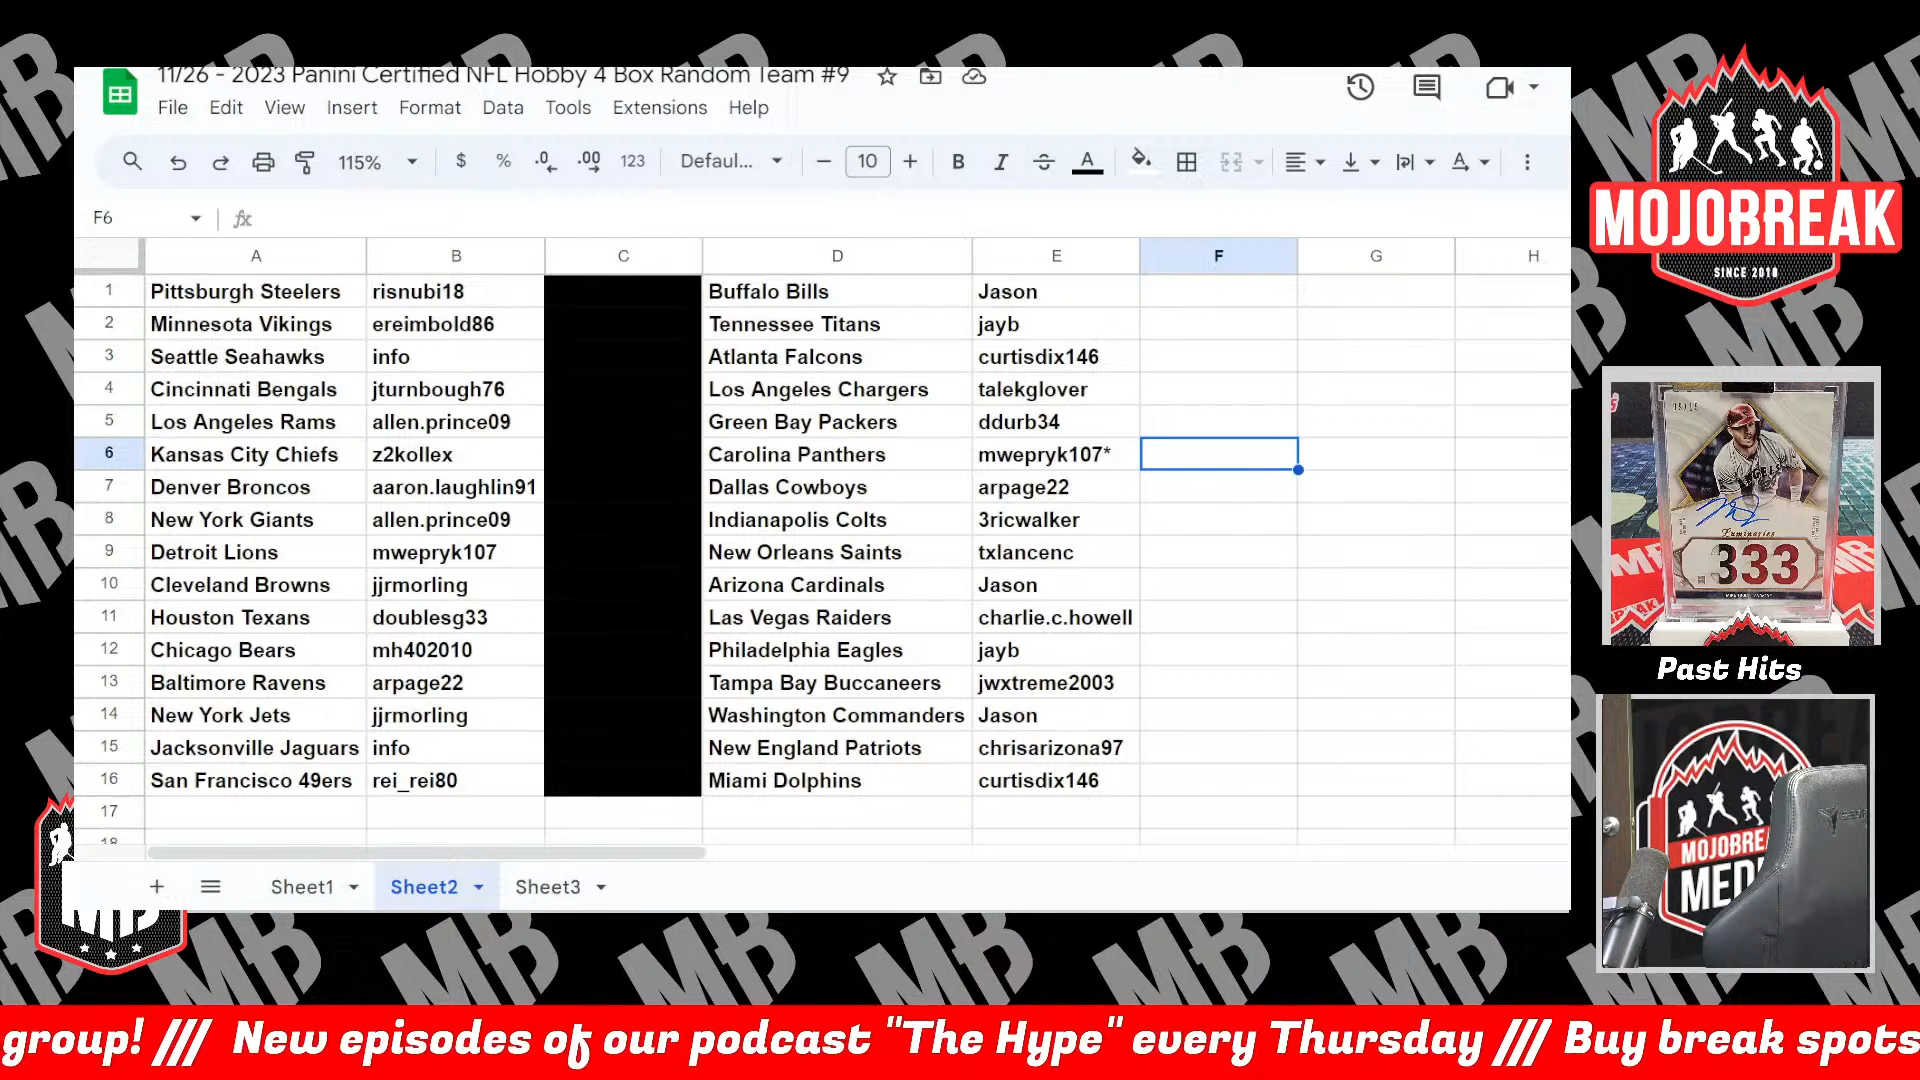 11/26 - 2023 Panini Certified NFL Hobby 4 Box Random Team #9
File Edit View Insert Format Data Tools Extensions Help
115% $ % .0 .00 123 Defaul... 10 B I A
F6 fx
A B C D E F G H
1 Pittsburgh Steelers risnubi18 Buffalo Bills Jason
2 Minnesota Vikings ereimbold86 Tennessee Titans jayb
3 Seattle Seahawks info Atlanta Falcons curtisdix146
4 Cincinnati Bengals jturnbough76 Los Angeles Chargers talekglover
5 Los Angeles Rams allen.prince09 Green Bay Packers ddurb34
6 Kansas City Chiefs z2kollex Carolina Panthers mwepryk107*
7 Denver Broncos aaron.laughlin91 Dallas Cowboys arpage22
8 New York Giants allen.prince09 Indianapolis Colts 3ricwalker
9 Detroit Lions mwepryk107 New Orleans Saints txlancenc
10 Cleveland Browns jjrmorling Arizona Cardinals Jason
11 Houston Texans doublesg33 Las Vegas Raiders charlie.c.howell
12 Chicago Bears mh402010 Philadelphia Eagles jayb
13 Baltimore Ravens arpage22 Tampa Bay Buccaneers jwxtreme2003
14 New York Jets jjrmorling Washington Commanders Jason
15 Jacksonville Jaguars info New England Patriots chrisarizona97
16 San Francisco 49ers rei_rei80 Miami Dolphins curtisdix146
17
18
Sheet1 Sheet2 Sheet3
MOJOBREAK
SINCE 2010
ANGELS
Luminaries
333
Past Hits
MOJOBREAK
MEDI
MB
group! /// New episodes of our podcast "The Hype" every Thursday /// Buy break spots